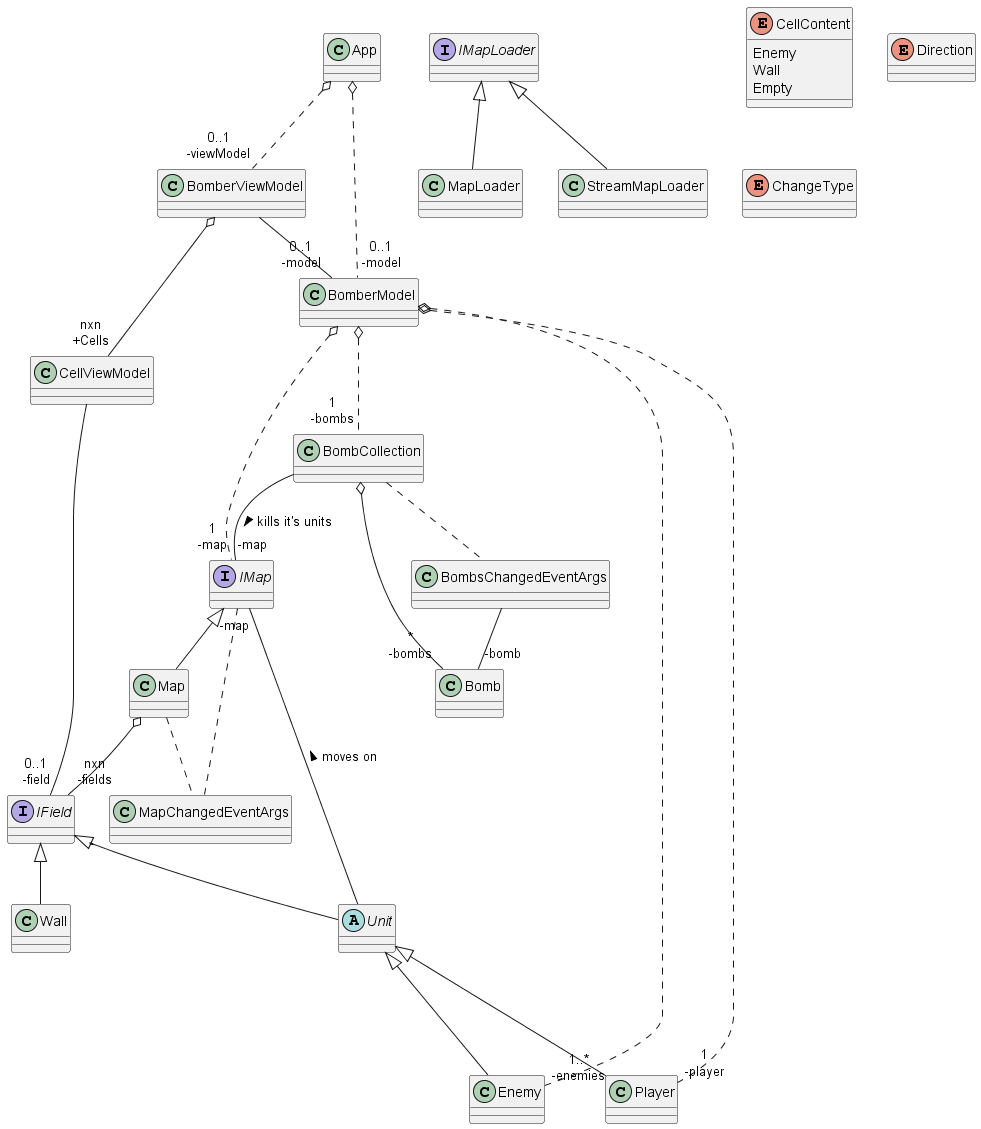 C App
I IMapLoader
E CellContent
Enemy
Wall
Empty
E Direction
0..1
-viewModel
C BomberViewModel
C MapLoader
C StreamMapLoader
E ChangeType
0..1
-model
0..1
-model
C BomberModel
nxn
+Cells
C CellViewModel
1
-bombs
C BombCollection
kills it's units
1
-map
-map
I IMap
C BombsChangedEventArgs
-map
*
-bombs
-bomb
C Map
C Bomb
moves on
0..1
-field
nxn
-fields
I IField
C MapChangedEventArgs
C Wall
A Unit
1..*
-enemies
1
-player
C Enemy
C Player